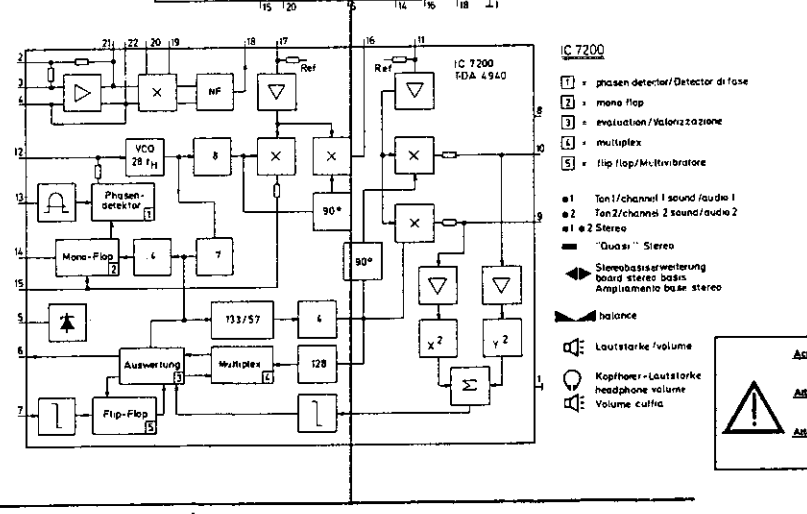 15 20 5 14 16 18 1
21 22 20 19 18 17 16 11
2
3
4
NF
Ref
Ref
IC 7200
TDA 4940
8
12
VCO
28 fH
8
10
13
Phasen-
detektor
1
90°
9
14
Mono-Flop
2
4
7
90°
15
5
133/57
4
X²
Y²
6
Auswertung
3
Multiplex
4
128
Σ
1
7
Flip-Flop
5
IC 7200
1 = phasen detector/Detector di fase
2 = mono flop
3 = evaluation/Valorizzazione
4 = multiplex
5 = flip flop/Multivibratore
1 Ton1/channel 1 sound/audio 1
2 Ton2/channel 2 sound/audio 2
1 2 Stereo
"Quasi" Stereo
Stereobasiserweiterung
board stereo basis
Ampliamento base stereo
balance
Lautstärke/volume
Kopfhörer-Lautstärke
headphone volume
Volume cuffia